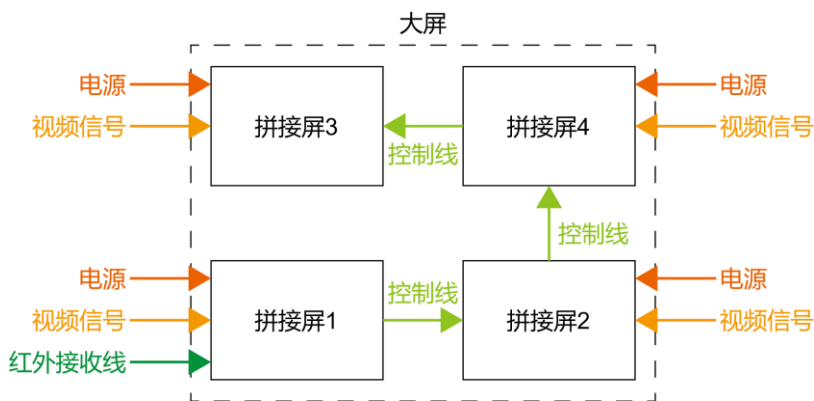 大屏
电源
拼接屏3
拼接屏4
电源
视频信号
视频信号
控制线
控制线
电源
控制线
电源
视频信号
拼接屏1
拼接屏2
视频信号
红外接收线